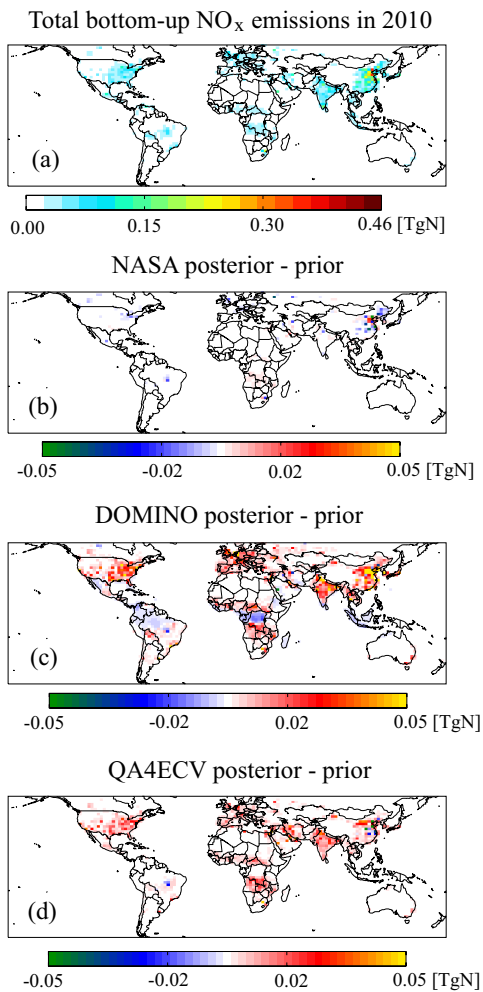 Total bottom-up NOx emissions in 2010
(a)
0.00 0.15 0.30 0.46 [TgN]
NASA posterior - prior
(b)
-0.05 -0.02 0.02 0.05 [TgN]
DOMINO posterior - prior
(c)
-0.05 -0.02 0.02 0.05 [TgN]
QA4ECV posterior - prior
(d)
-0.05 -0.02 0.02 0.05 [TgN]